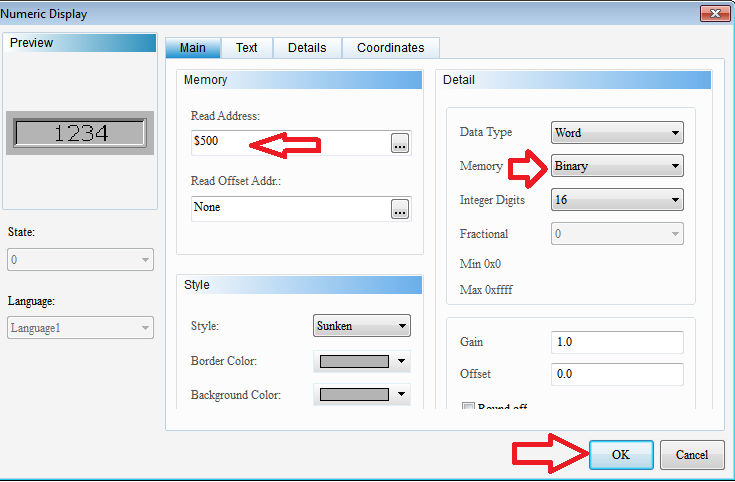 Numeric Display
Preview
1234
State:
0
Language:
Language1
Main Text Details Coordinates
Memory
Read Address:
$500
...
Read Offset Addr.:
None
...
Style
Style: Sunken
Border Color:
Background Color:
Detail
Data Type Word
Memory Binary
Integer Digits 16
Fractional 0
Min 0x0
Max 0xffff
Gain 1.0
Offset 0.0
Round off
OK Cancel